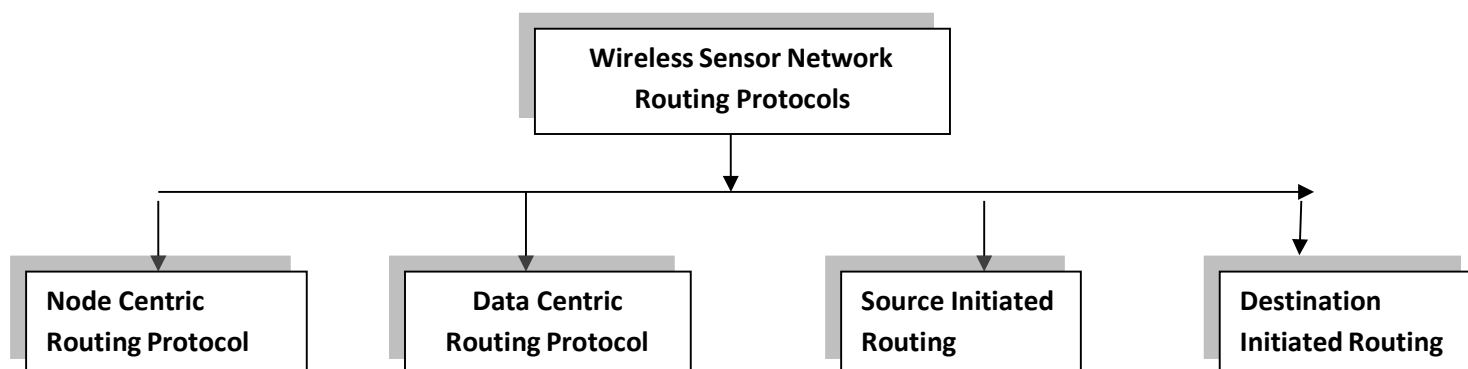 Wireless Sensor Network
Routing Protocols
Node Centric
Routing Protocol
Data Centric
Routing Protocol
Source Initiated
Routing
Destination
Initiated Routing